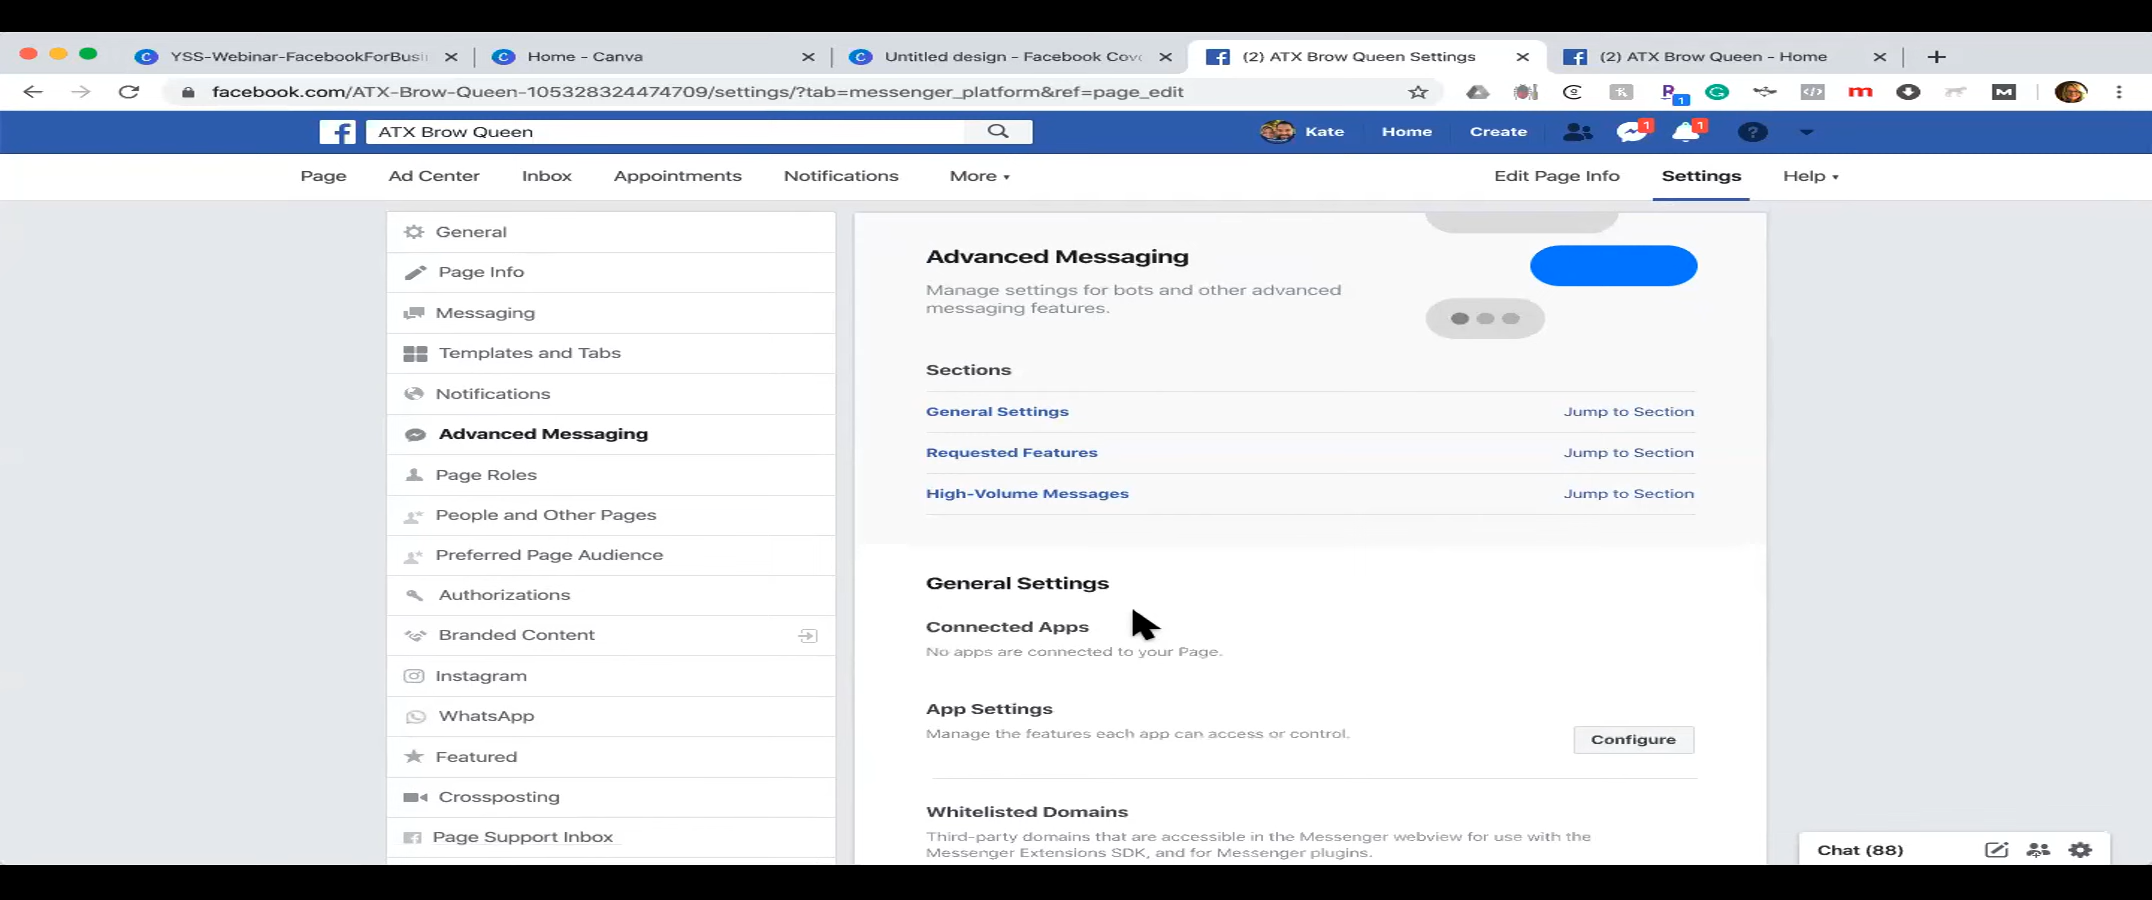 YSS-Webinar-FacebookForBusi
Home - Canva
Untitled design - Facebook Cov
(2) ATX Brow Queen Settings
(2) ATX Brow Queen - Home
facebook.com/ATX-Brow-Queen-105328324474709/settings/?tab=messenger_platform&ref=page_edit
ATX Brow Queen
Kate
Home
Create
1
1
Page
Ad Center
Inbox
Appointments
Notifications
More
Edit Page Info
Settings
Help
General
Page Info
Messaging
Templates and Tabs
Notifications
Advanced Messaging
Page Roles
People and Other Pages
Preferred Page Audience
Authorizations
Branded Content
Instagram
WhatsApp
Featured
Crossposting
Page Support Inbox
Advanced Messaging
Manage settings for bots and other advanced
messaging features.
Sections
General Settings
Jump to Section
Requested Features
Jump to Section
High-Volume Messages
Jump to Section
General Settings
Connected Apps
No apps are connected to your Page.
App Settings
Manage the features each app can access or control.
Configure
Whitelisted Domains
Third-party domains that are accessible in the Messenger webview for use with the
Messenger Extensions SDK, and for Messenger plugins.
Chat (88)